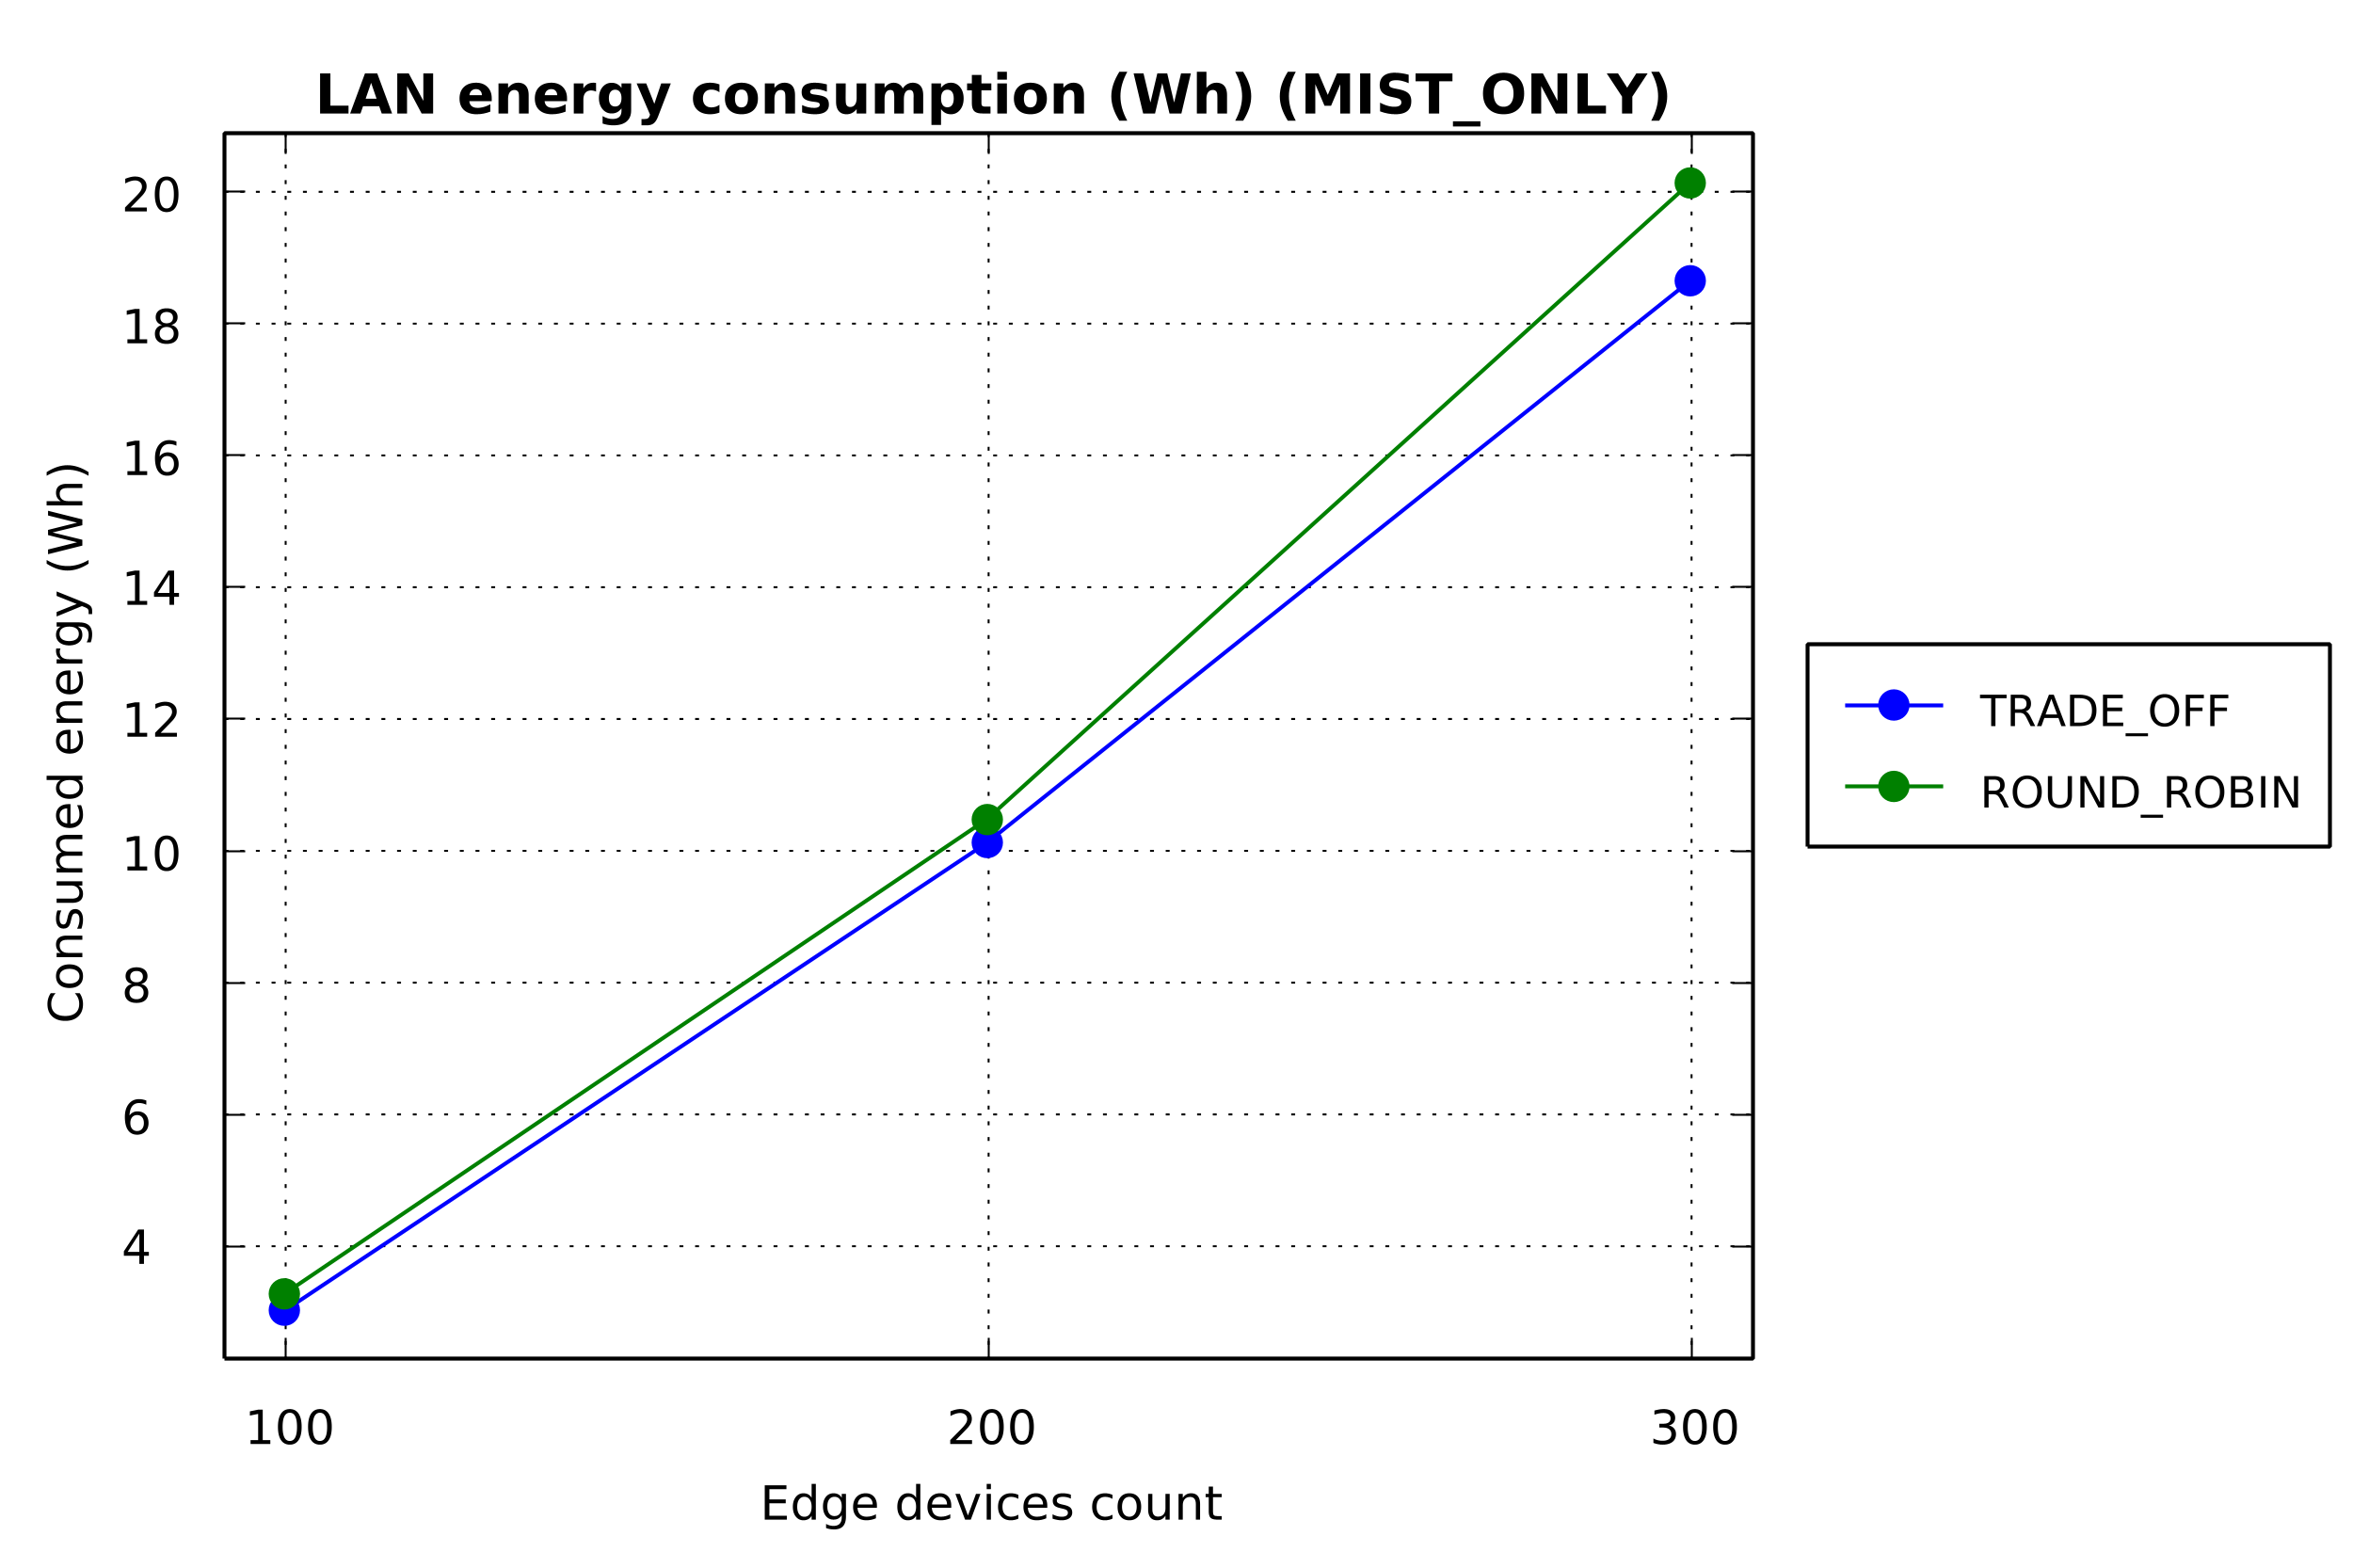 LAN energy consumption (Wh) (MIST_ONLY)
Consumed energy (Wh)
20
18
16
14
12
10
8
6
4
100 200 300
Edge devices count
TRADE_OFF
ROUND_ROBIN